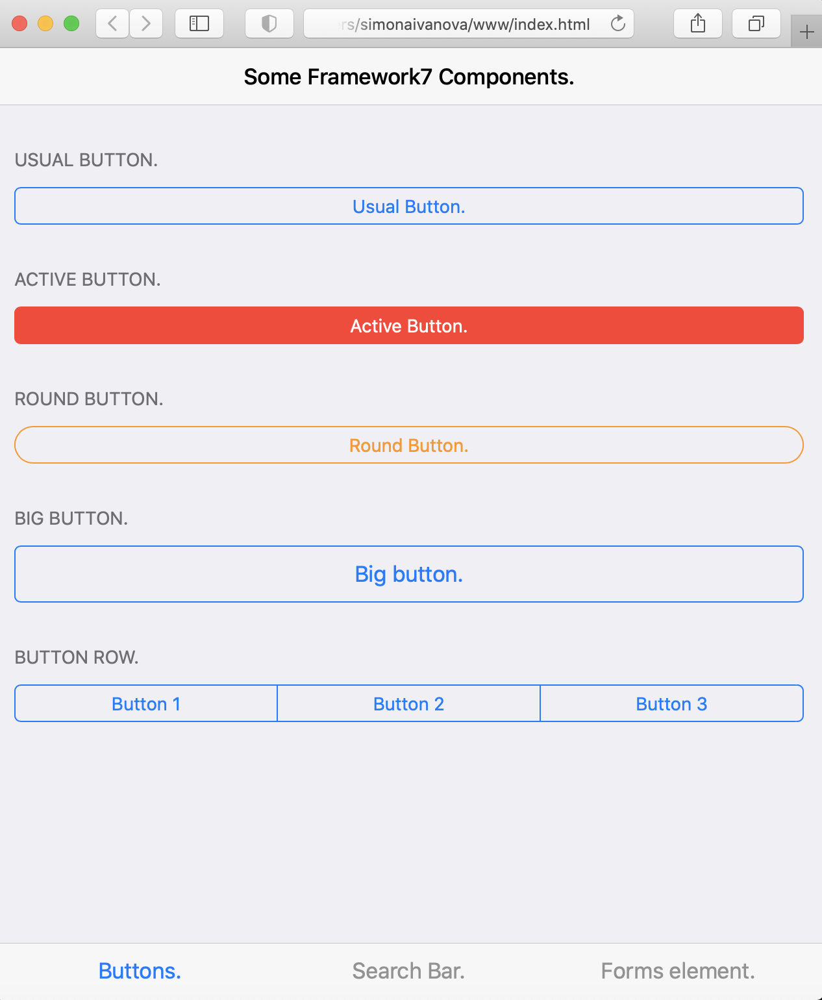 rs/simonaivanova/www/index.html
Some Framework7 Components.
USUAL BUTTON.
Usual Button.
ACTIVE BUTTON.
Active Button.
ROUND BUTTON.
Round Button.
BIG BUTTON.
Big button.
BUTTON ROW.
Button 1 Button 2 Button 3
Buttons. Search Bar. Forms element.